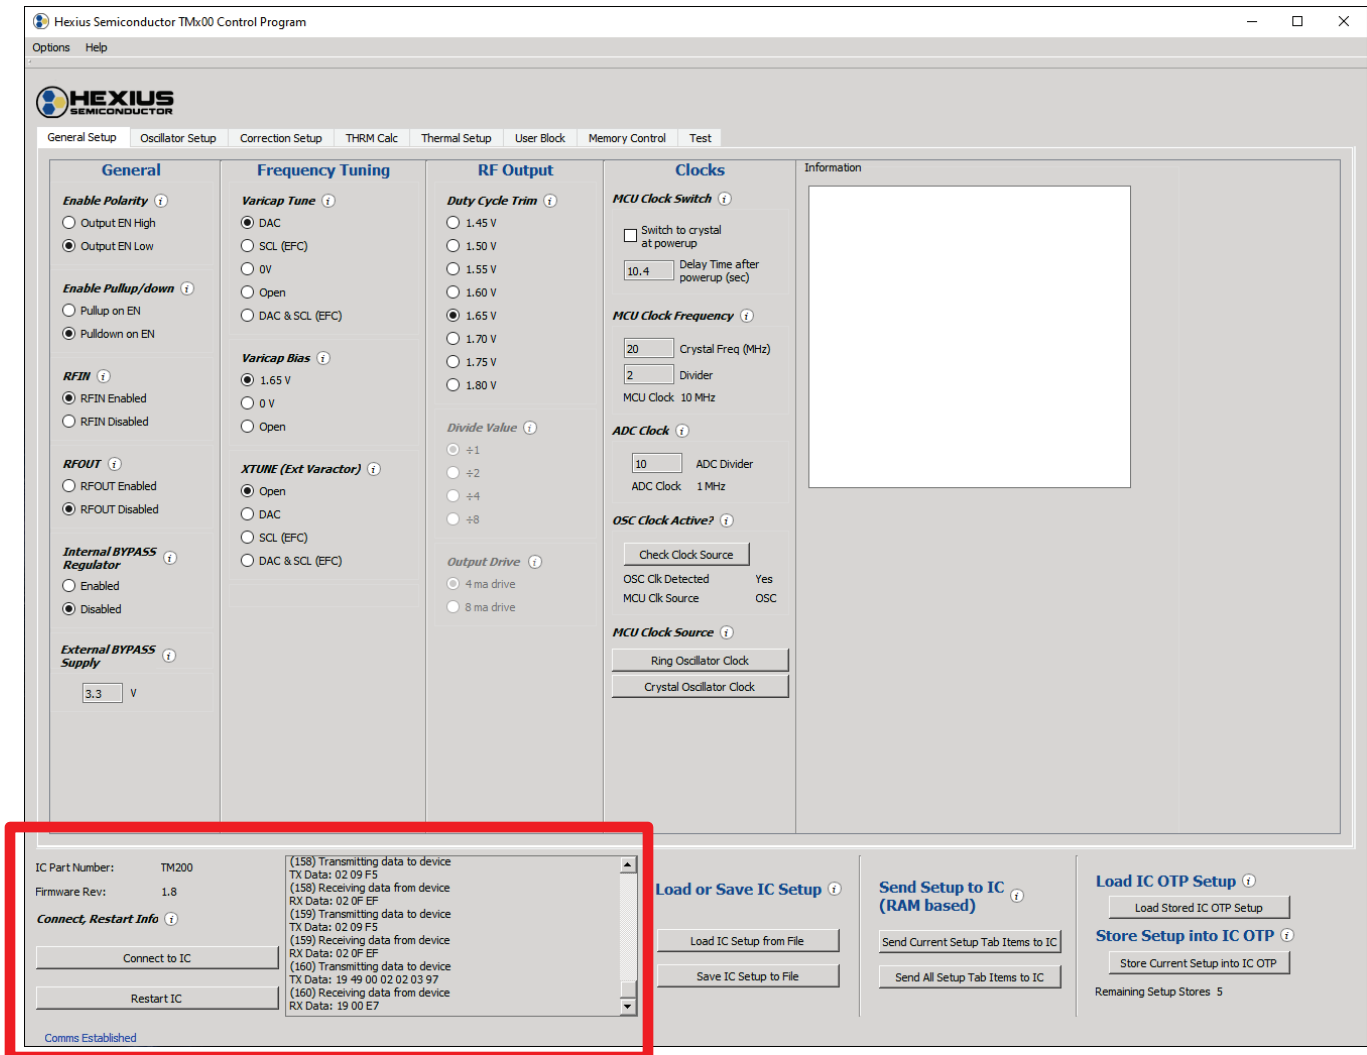 Hexius Semiconductor TMx00 Control Program
Options Help
HEXIUS
SEMICONDUCTOR
General Setup Oscillator Setup Correction Setup THRM Calc Thermal Setup User Block Memory Control Test
General
Enable Polarity i
Output EN High
Output EN Low
Enable Pullup/down i
Pullup on EN
Pulldown on EN
RFIN i
RFIN Enabled
RFIN Disabled
RFOUT i
RFOUT Enabled
RFOUT Disabled
Internal BYPASS
Regulator i
Enabled
Disabled
External BYPASS
Supply i
3.3 V
Frequency Tuning
Varicap Tune i
DAC
SCL (EFC)
0V
Open
DAC & SCL (EFC)
Varicap Bias i
1.65 V
0 V
Open
XTUNE (Ext Varactor) i
Open
DAC
SCL (EFC)
DAC & SCL (EFC)
RF Output
Duty Cycle Trim i
1.45 V
1.50 V
1.55 V
1.60 V
1.65 V
1.70 V
1.75 V
1.80 V
Divide Value i
÷1
÷2
÷4
÷8
Output Drive i
4 ma drive
8 ma drive
Clocks
MCU Clock Switch i
Switch to crystal
at powerup
10.4 Delay Time after
powerup (sec)
MCU Clock Frequency i
20 Crystal Freq (MHz)
2 Divider
MCU Clock 10 MHz
ADC Clock i
10 ADC Divider
ADC Clock 1 MHz
OSC Clock Active? i
Check Clock Source
OSC Clk Detected Yes
MCU Clk Source OSC
MCU Clock Source i
Ring Oscillator Clock
Crystal Oscillator Clock
Information
IC Part Number: TM200
Firmware Rev: 1.8
Connect, Restart Info i
Connect to IC
Restart IC
Comms Established
(158) Transmitting data to device
TX Data: 02 09 F5
(158) Receiving data from device
RX Data: 02 0F EF
(159) Transmitting data to device
TX Data: 02 09 F5
(159) Receiving data from device
RX Data: 02 0F EF
(160) Transmitting data to device
TX Data: 19 49 00 02 02 03 97
(160) Receiving data from device
RX Data: 19 00 E7
Load or Save IC Setup i
Load IC Setup from File
Save IC Setup to File
Send Setup to IC
(RAM based) i
Send Current Setup Tab Items to IC
Send All Setup Tab Items to IC
Load IC OTP Setup i
Load Stored IC OTP Setup
Store Setup into IC OTP i
Store Current Setup into IC OTP
Remaining Setup Stores 5